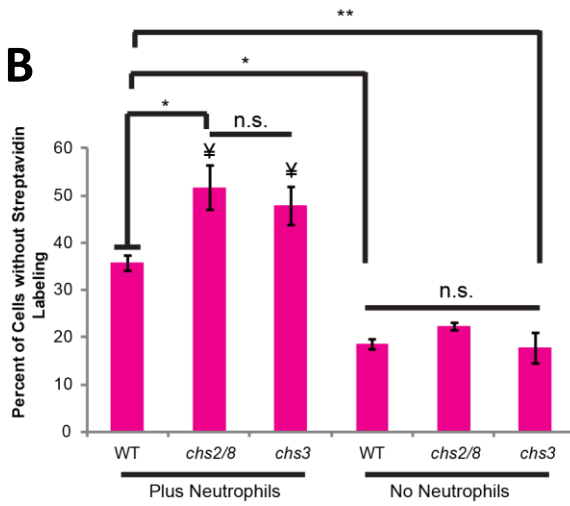 **
B
*
*
n.s.
¥
¥
n.s.
Percent of Cells without Streptavidin
Labeling
60
50
40
30
20
10
0
WT
chs2/8
chs3
WT
chs2/8
chs3
Plus Neutrophils
No Neutrophils